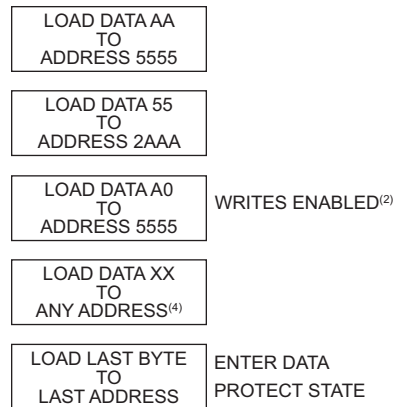 LOAD DATA AA
TO
ADDRESS 5555
LOAD DATA 55
TO
ADDRESS 2AAA
LOAD DATA A0
TO
ADDRESS 5555
WRITES ENABLED(2)
LOAD DATA XX
TO
ANY ADDRESS(4)
LOAD LAST BYTE
TO
LAST ADDRESS
ENTER DATA
PROTECT STATE